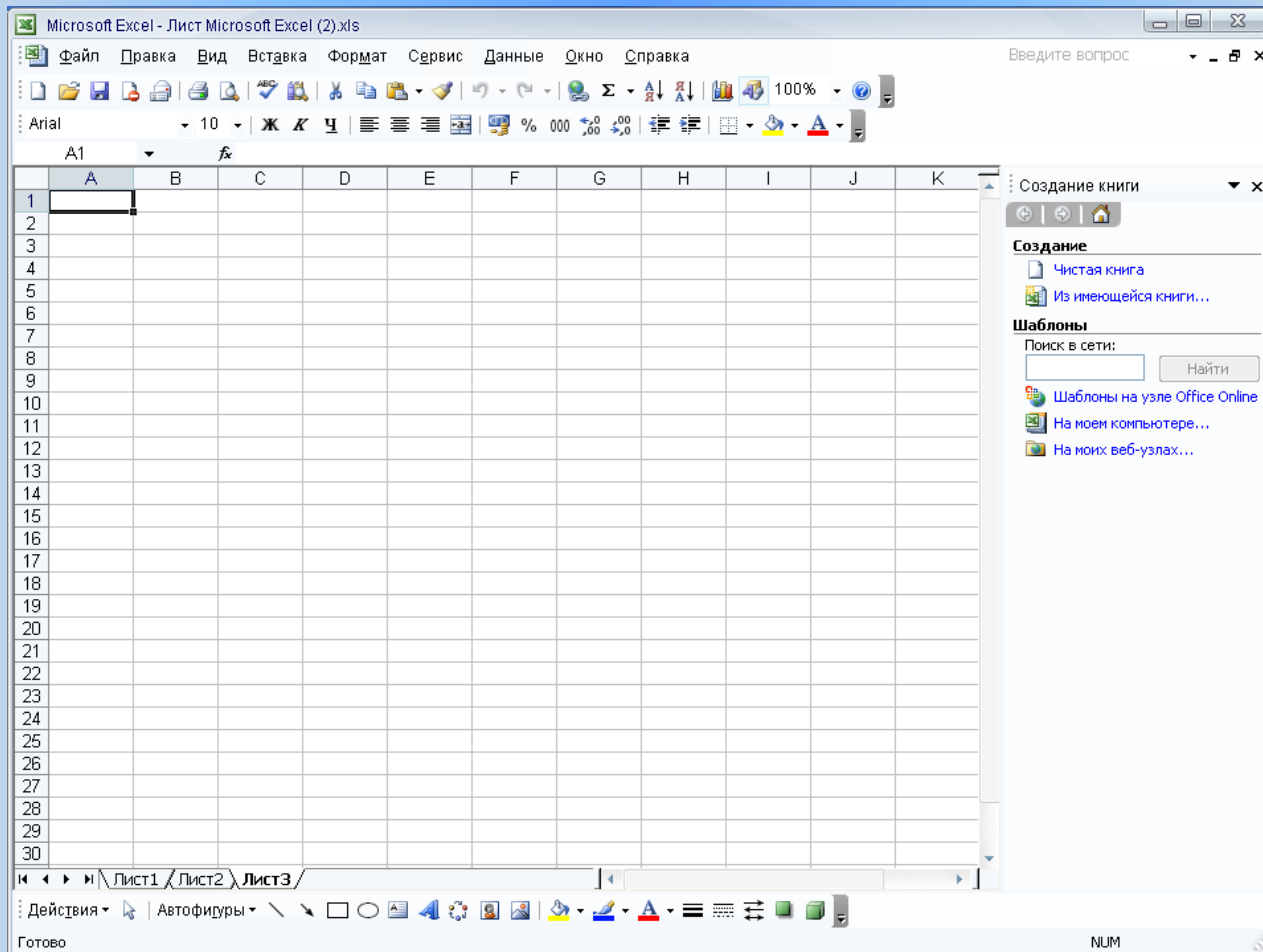 Microsoft Excel - Лист Microsoft Excel (2).xls
Файл Правка Вид Вставка Формат Сервис Данные Окно Справка Введите вопрос
100%
Arial 10 Ж К Ч % 000
A1 fx
A B C D E F G H I J K
1
2
3
4
5
6
7
8
9
10
11
12
13
14
15
16
17
18
19
20
21
22
23
24
25
26
27
28
29
30
Создание книги
Создание
Чистая книга
Из имеющейся книги...
Шаблоны
Поиск в сети:
Найти
Шаблоны на узле Office Online
На моем компьютере...
На моих веб-узлах...
Лист1 Лист2 Лист3
Действия Автофигуры
Готово NUM